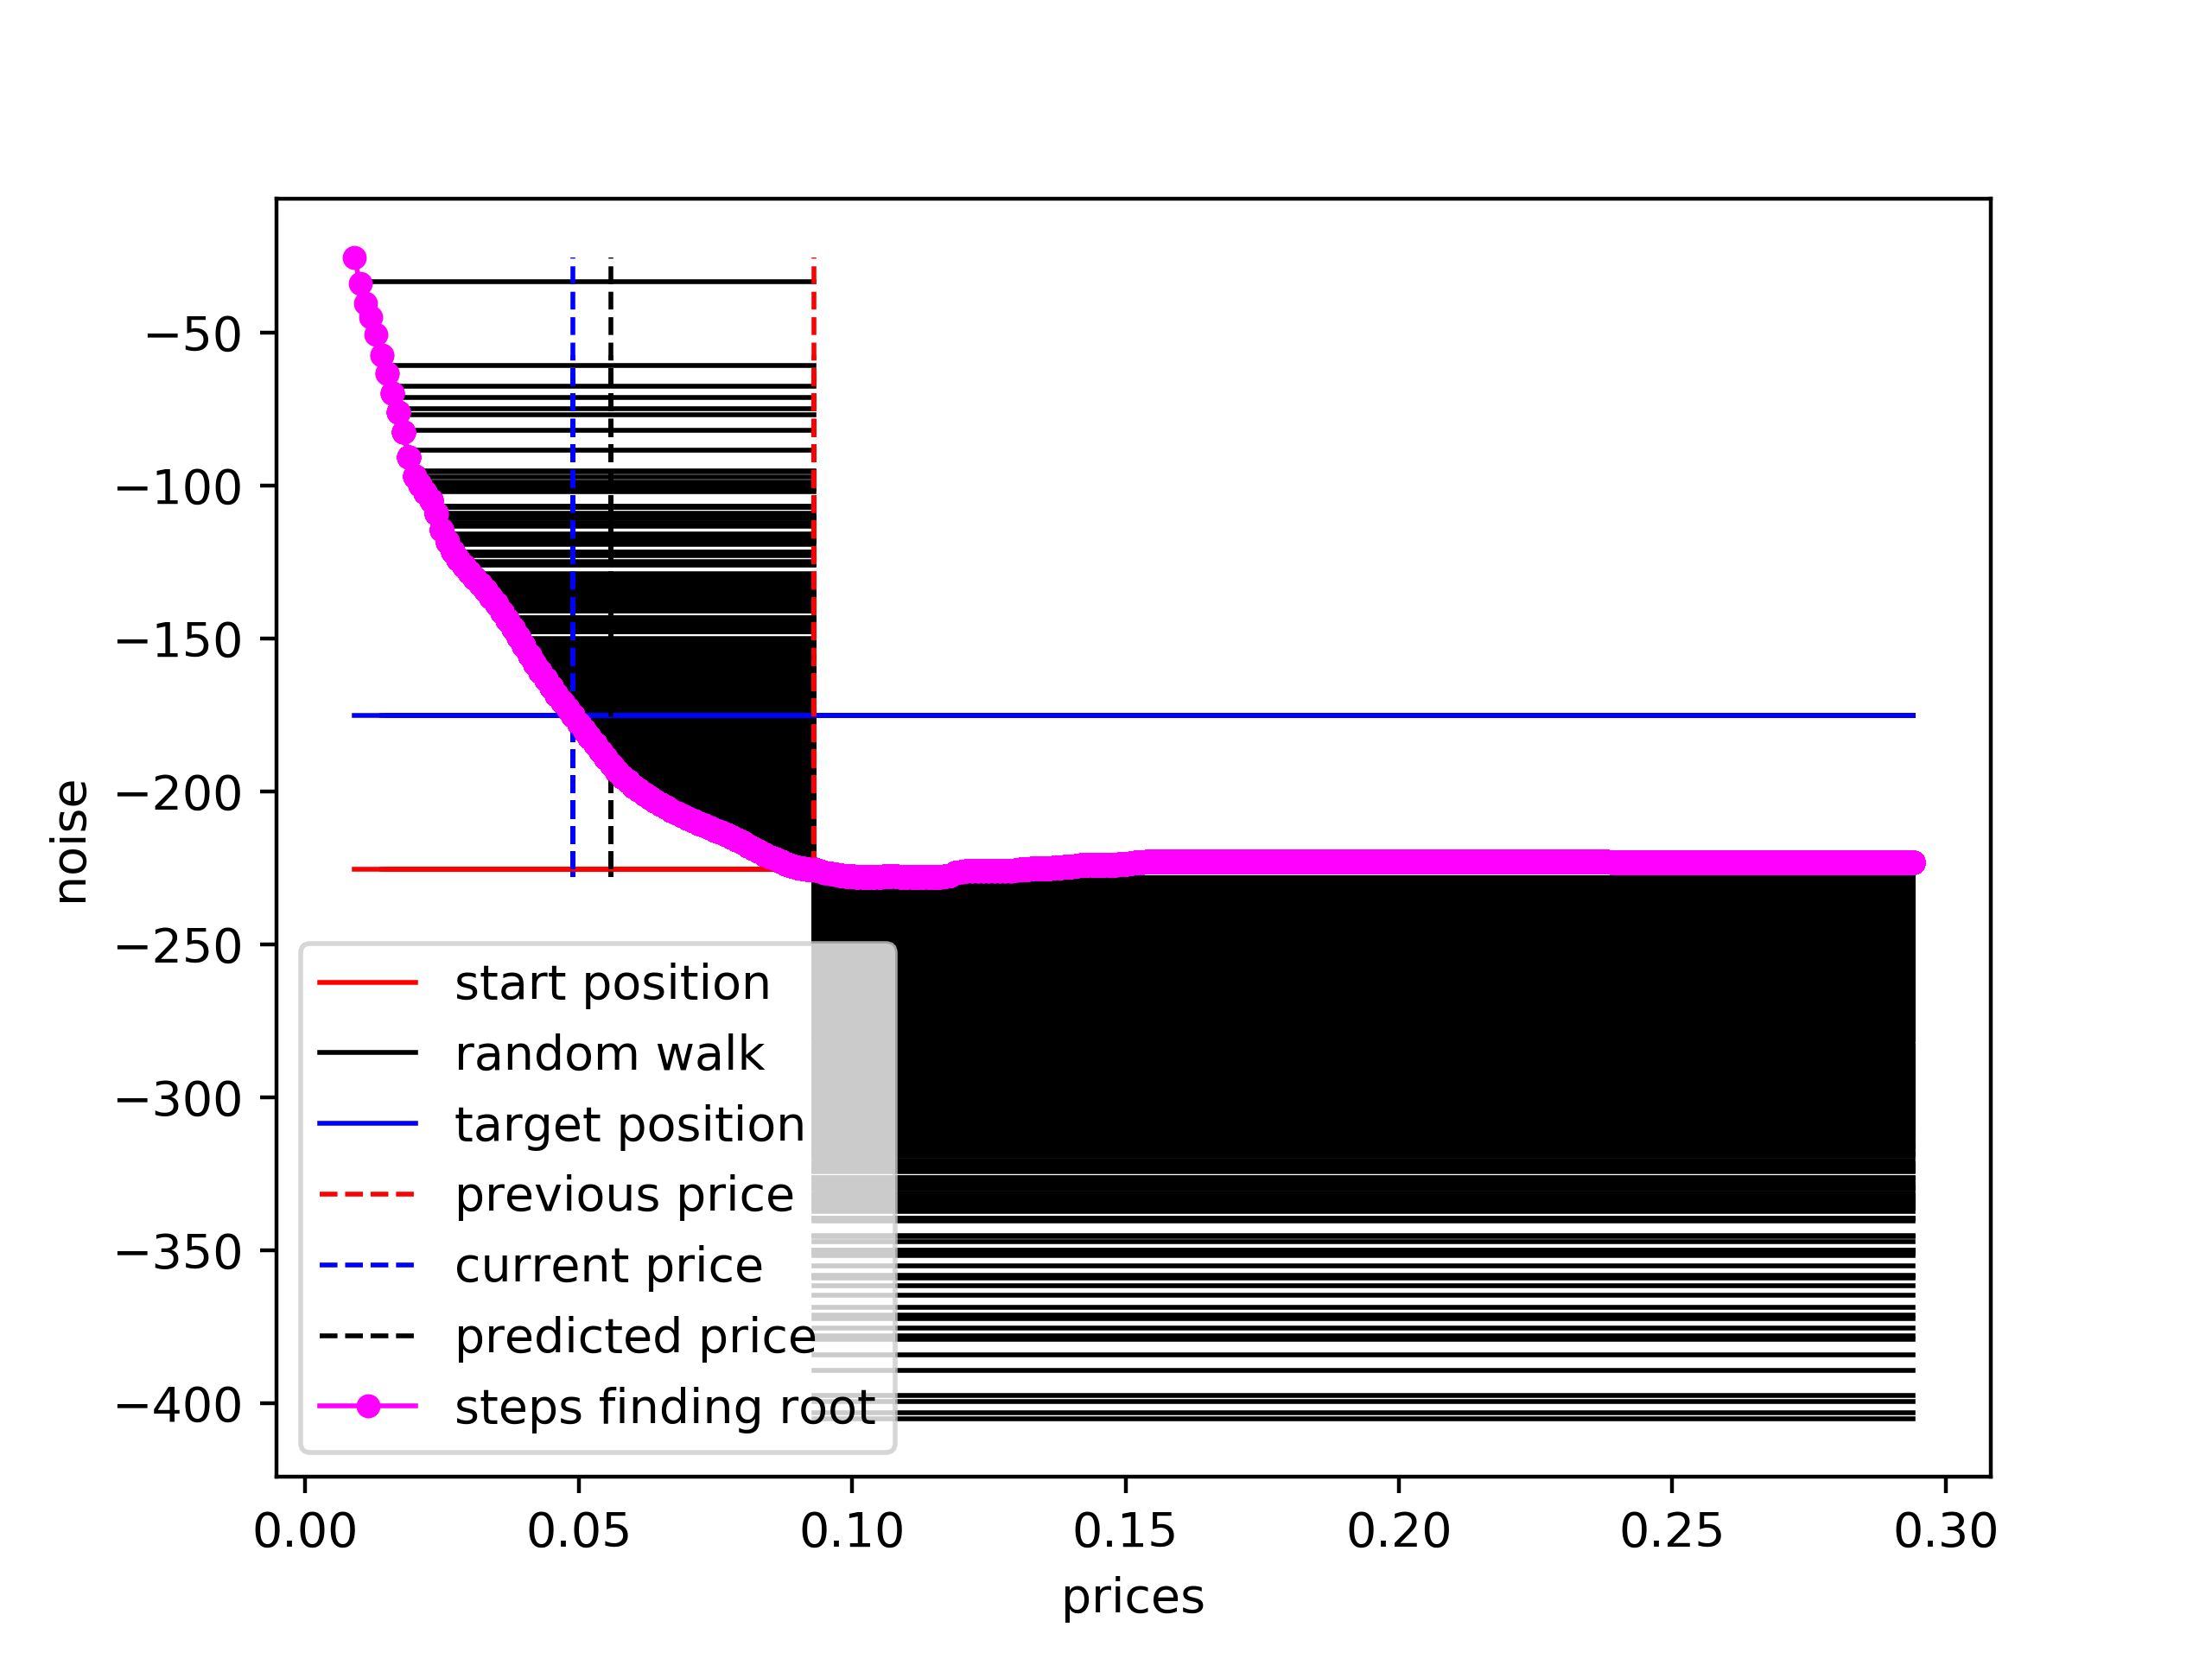 noise
−50
−100
−150
−200
−250
−300
−350
−400
start position
random walk
target position
previous price
current price
predicted price
steps finding root
0.00 0.05 0.10 0.15 0.20 0.25 0.30
prices